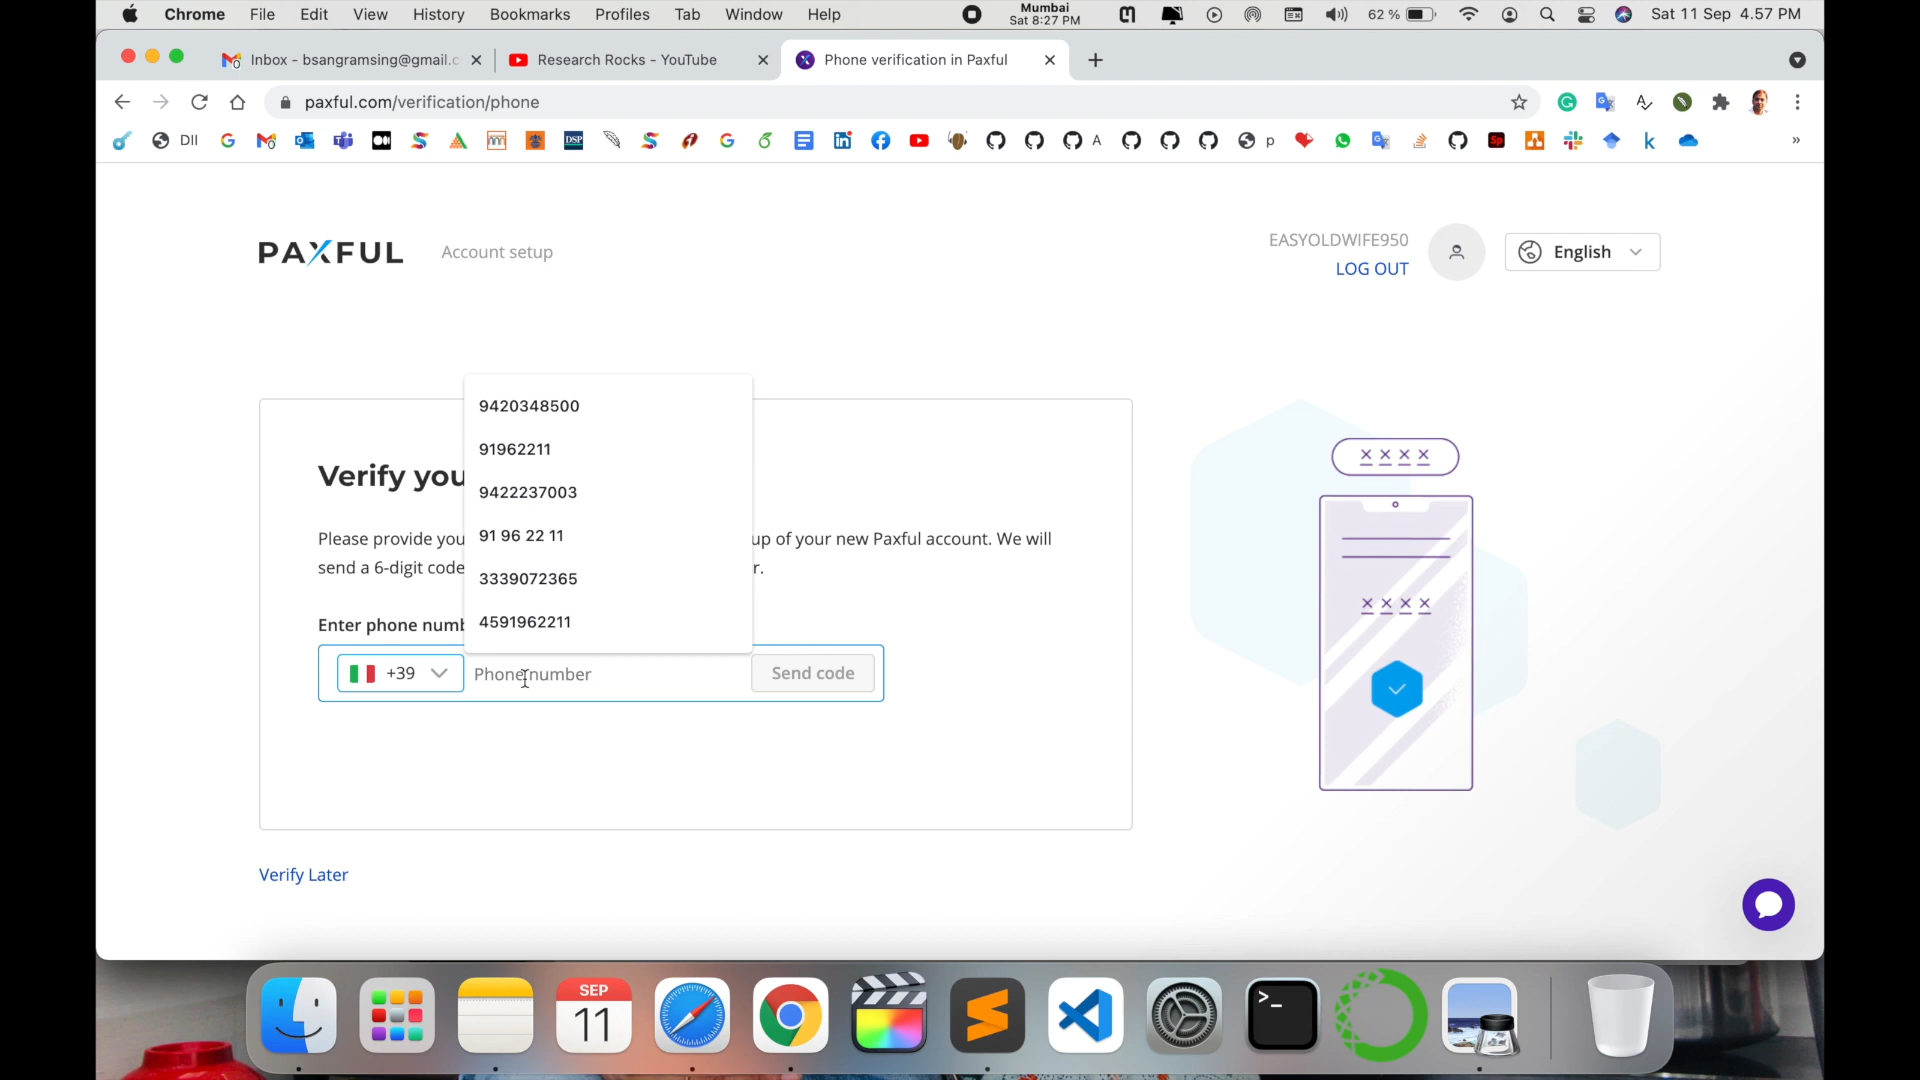 Chrome File Edit View History Bookmarks Profiles Tab Window Help Mumbai Sat 8:27 PM 62 % Sat 11 Sep 4.57 PM
Inbox - bsangramsing@gmail.c Research Rocks - YouTube Phone verification in Paxful
paxful.com/verification/phone
DII A p
PAXFUL Account setup EASYOLDWIFE950 LOG OUT English
9420348500
91962211
Verify you
9422237003
Please provide you 91 96 22 11 up of your new Paxful account. We will
send a 6-digit code 3339072365 r.
Enter phone numb 4591962211
+39 Phone number Send code
Verify Later
SEP
11